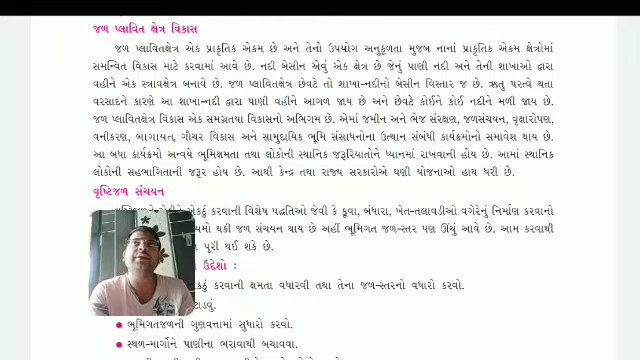 જળ પ્લાવિત ક્ષેત્ર વિકાસ
જળ પ્લાવિતક્ષેત્ર એક પ્રાકૃતિક એકમ છે અને તેનો ઉપયોગ અનુકૂળતા મુજબ નાનાં પ્રાકૃતિક એકમ ક્ષેત્રોમાં
સમન્વિત વિકાસ માટે કરવામાં આવે છે. નદી બેસીન એવું એક ક્ષેત્ર છે જેનું પાણી નદી અને તેની શાખાઓ દ્વારા
વહીને એક સ્ત્રાવક્ષેત્ર બનાવે છે. જળ પ્લાવિતક્ષેત્ર છેવટે તો શાખા-નદીનો બેસીન વિસ્તાર જ છે. ઋતુ પરત્વે થતા
વરસાદને કારણે આ શાખા-નદી દ્વારા પાણી વહીને આગળ જાય છે અને છેવટે કોઈને કોઈ નદીને મળી જાય છે.
જળ પ્લાવિતક્ષેત્ર વિકાસ એક સમગ્રતયા વિકાસનો અભિગમ છે. એમાં જમીન અને ભેજ સંરક્ષણ, જળસંચયન, વૃક્ષારોપણ,
વનીકરણ, બાગાયત, ગૌચર વિકાસ અને સામુદાયિક ભૂમિ સંસાધનોના ઉત્થાન સંબંધી કાર્યક્રમોનો સમાવેશ થાય છે.
આ બધા કાર્યક્રમો અન્વયે ભૂમિક્ષમતા તથા લોકોની સ્થાનિક જરૂરિયાતોને ધ્યાનમાં રાખવાની હોય છે. આમાં સ્થાનિક
લોકોની સહભાગિતાની જરૂર હોય છે. આથી કેન્દ્ર તથા રાજ્ય સરકારોએ ઘણી યોજનાઓ હાથ ધરી છે.
વૃષ્ટિજળ સંચયન
એકઠું કરવાની વિશેષ પદ્ધતિઓ જેવી કે કૂવા, બંધારા, ખેત-તલાવડીઓ વગેરેનું નિર્માણ કરવાનો
થકી જળ સંચયન થાય છે અહીં ભૂમિગત જળ-સ્તર પણ ઊંચું આવે છે. આમ કરવાથી
પૂરી થઈ શકે છે.
ઉદ્દેશો :
એકઠું કરવાની ક્ષમતા વધારવી તથા તેના જળ-સ્તરનો વધારો કરવો.
• ભૂમિગતજળની ગુણવત્તામાં સુધારો કરવો.
• સ્થળ-માર્ગોને પાણીના ભરાવાથી બચાવવા.